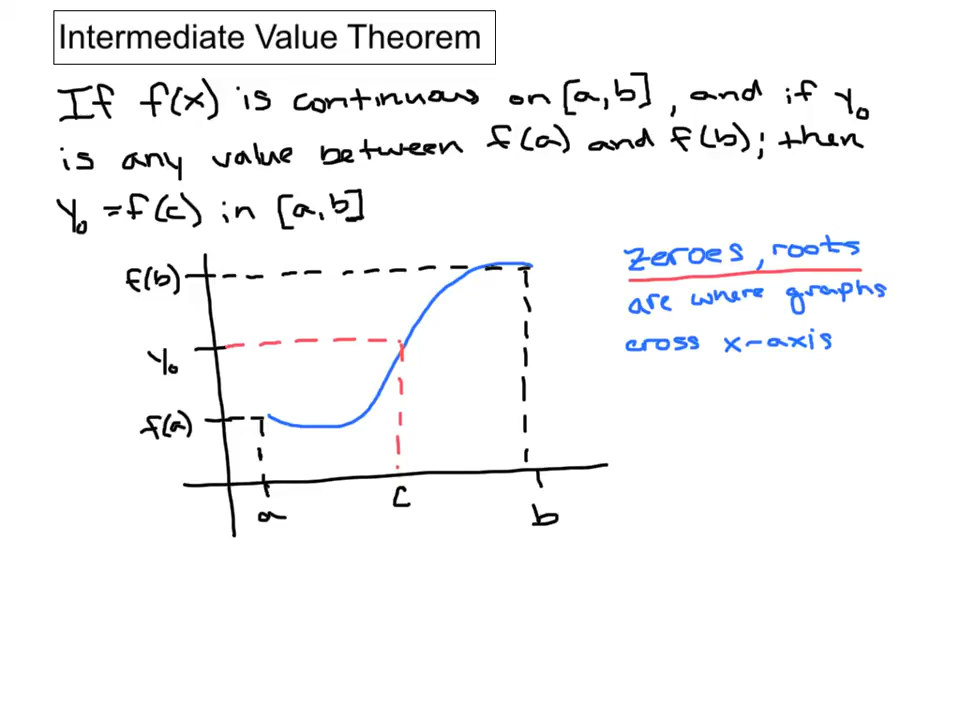 Intermediate Value Theorem
If f(x) is continuous on [a,b], and if y₀
is any value between f(a) and f(b); then
y₀ = f(c) in [a,b]
zeroes, roots
are where graphs
cross x-axis
f(b)
y₀
f(a)
a
c
b